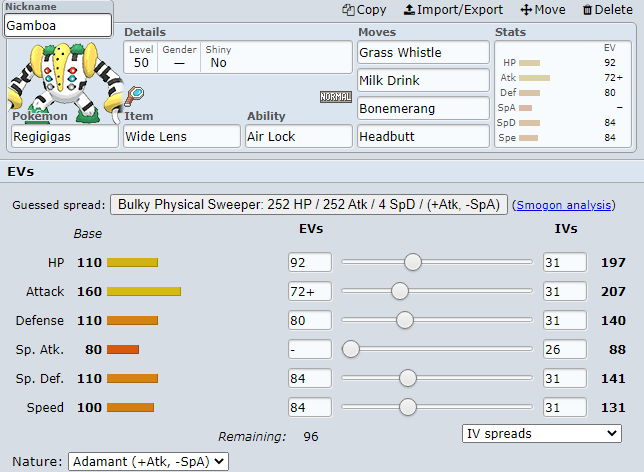 Nickname
Copy Import/Export Move Delete
Gamboa
Details
Moves
Stats
Level Gender Shiny
50 — No
Grass Whistle
EV
HP 92
Milk Drink
Atk 72+
Def 80
NORMAL
Bonemerang
SpA –
Pokémon Item Ability
SpD 84
Regigigas Wide Lens Air Lock Headbutt
Spe 84
EVs
Guessed spread: Bulky Physical Sweeper: 252 HP / 252 Atk / 4 SpD / (+Atk, -SpA) (Smogon analysis)
Base EVs IVs
HP 110 92 31 197
Attack 160 72+ 31 207
Defense 110 80 31 140
Sp. Atk. 80 - 26 88
Sp. Def. 110 84 31 141
Speed 100 84 31 131
Remaining: 96 IV spreads
Nature: Adamant (+Atk, -SpA)